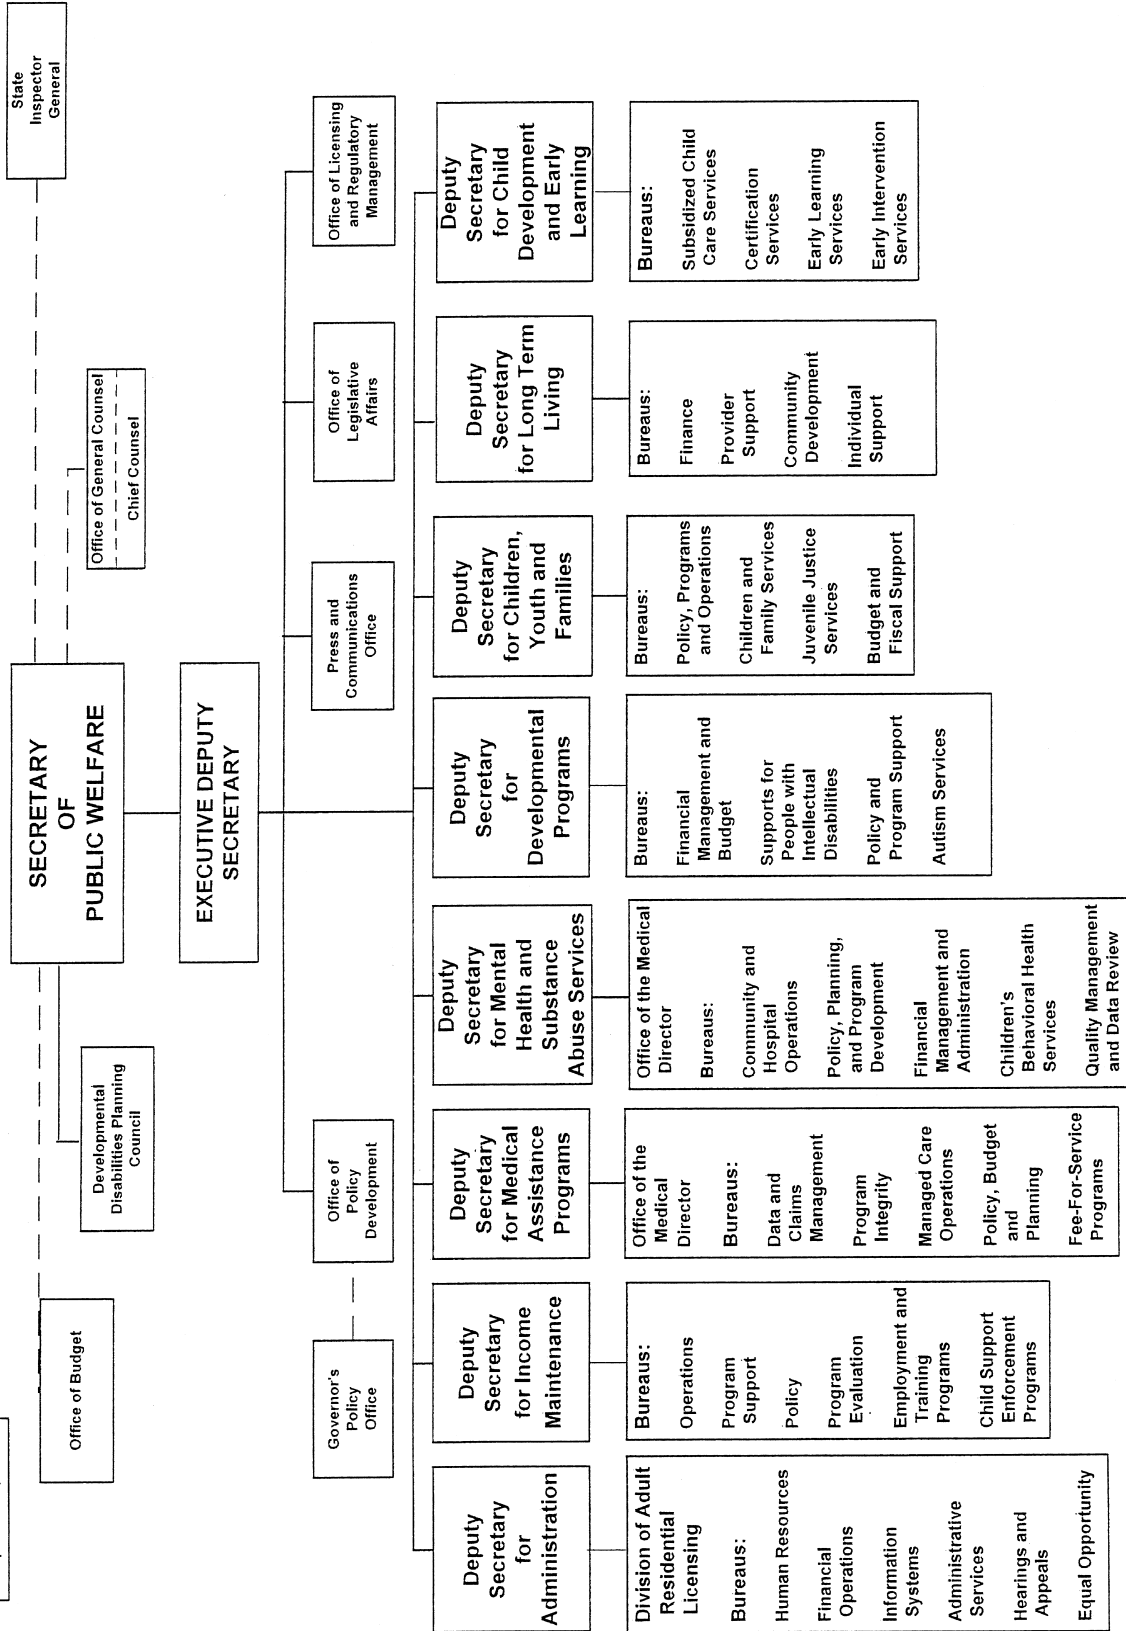 State
Inspector
General
Office of General Counsel
Chief Counsel
SECRETARY
OF
PUBLIC WELFARE
Developmental
Disabilities Planning
Council
Office of Budget
EXECUTIVE DEPUTY
SECRETARY
Governor's
Policy
Office
Office of
Policy
Development
Press and
Communications
Office
Office of
Legislative
Affairs
Office of Licensing
and Regulatory
Management
Deputy
Secretary
for
Administration
Division of Adult
Residential
Licensing
Bureaus:
Human Resources
Financial
Operations
Information
Systems
Administrative
Services
Hearings and
Appeals
Equal Opportunity
Deputy
Secretary
for Income
Maintenance
Bureaus:
Operations
Program
Support
Policy
Program
Evaluation
Employment and
Training
Programs
Child Support
Enforcement
Programs
Deputy
Secretary
for Medical
Assistance
Programs
Office of the
Medical
Director
Bureaus:
Data and
Claims
Management
Program
Integrity
Managed Care
Operations
Policy, Budget
and
Planning
Fee-For-Service
Programs
Deputy
Secretary
for Mental
Health and
Substance
Abuse Services
Office of the Medical
Director
Bureaus:
Community and
Hospital
Operations
Policy, Planning,
and Program
Development
Financial
Management and
Administration
Children's
Behavioral Health
Services
Quality Management
and Data Review
Deputy
Secretary
for
Developmental
Programs
Bureaus:
Financial
Management and
Budget
Supports for
People with
Intellectual
Disabilities
Policy and
Program Support
Autism Services
Deputy
Secretary
for Children,
Youth and
Families
Bureaus:
Policy, Programs
and Operations
Children and
Family Services
Juvenile Justice
Services
Budget and
Fiscal Support
Deputy
Secretary
for Long Term
Living
Bureaus:
Finance
Provider
Support
Community
Development
Individual
Support
Deputy
Secretary
for Child
Development
and Early
Learning
Bureaus:
Subsidized Child
Care Services
Certification
Services
Early Learning
Services
Early Intervention
Services